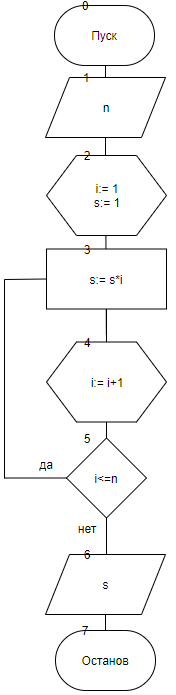 0
Пуск
1
n
2
i:= 1
s:= 1
3
s:= s*i
4
i:= i+1
5
i<=n
да
нет
6
s
7
Останов